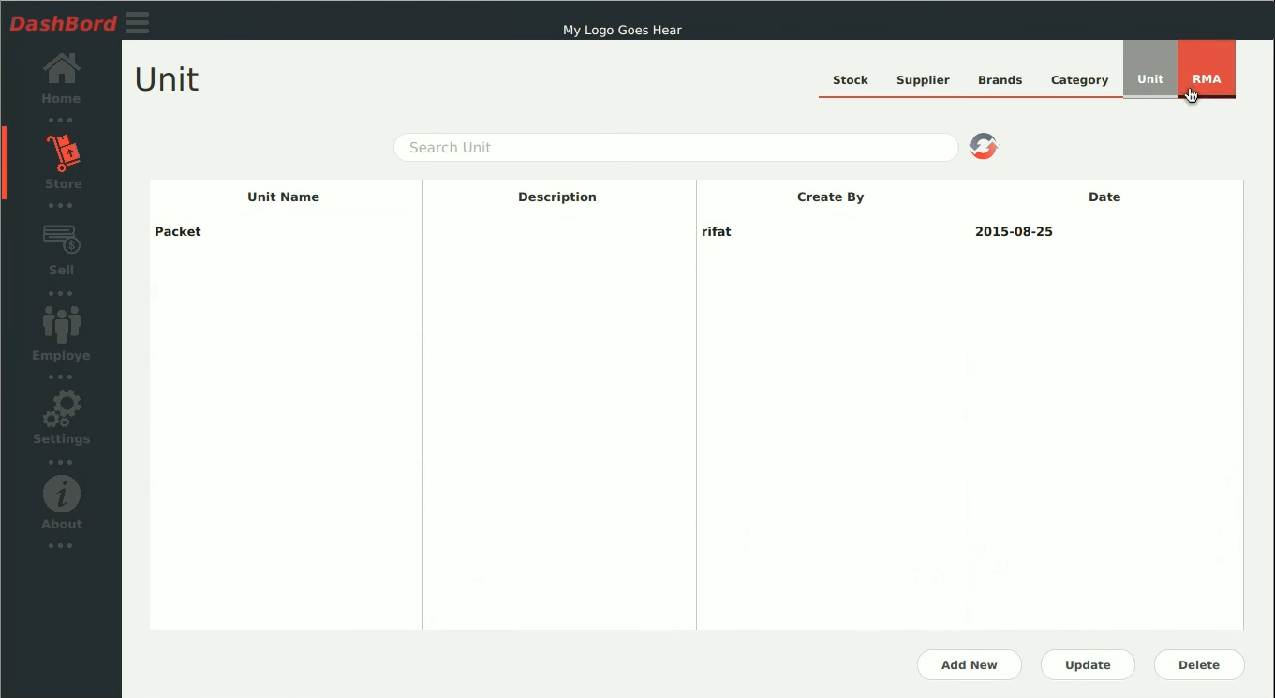 DashBord
My Logo Goes Hear
Home
Store
Sell
Employe
Settings
About
Unit
Stock Supplier Brands Category Unit RMA
Search Unit
Unit Name Description Create By Date
Packet rifat 2015-08-25
Add New Update Delete